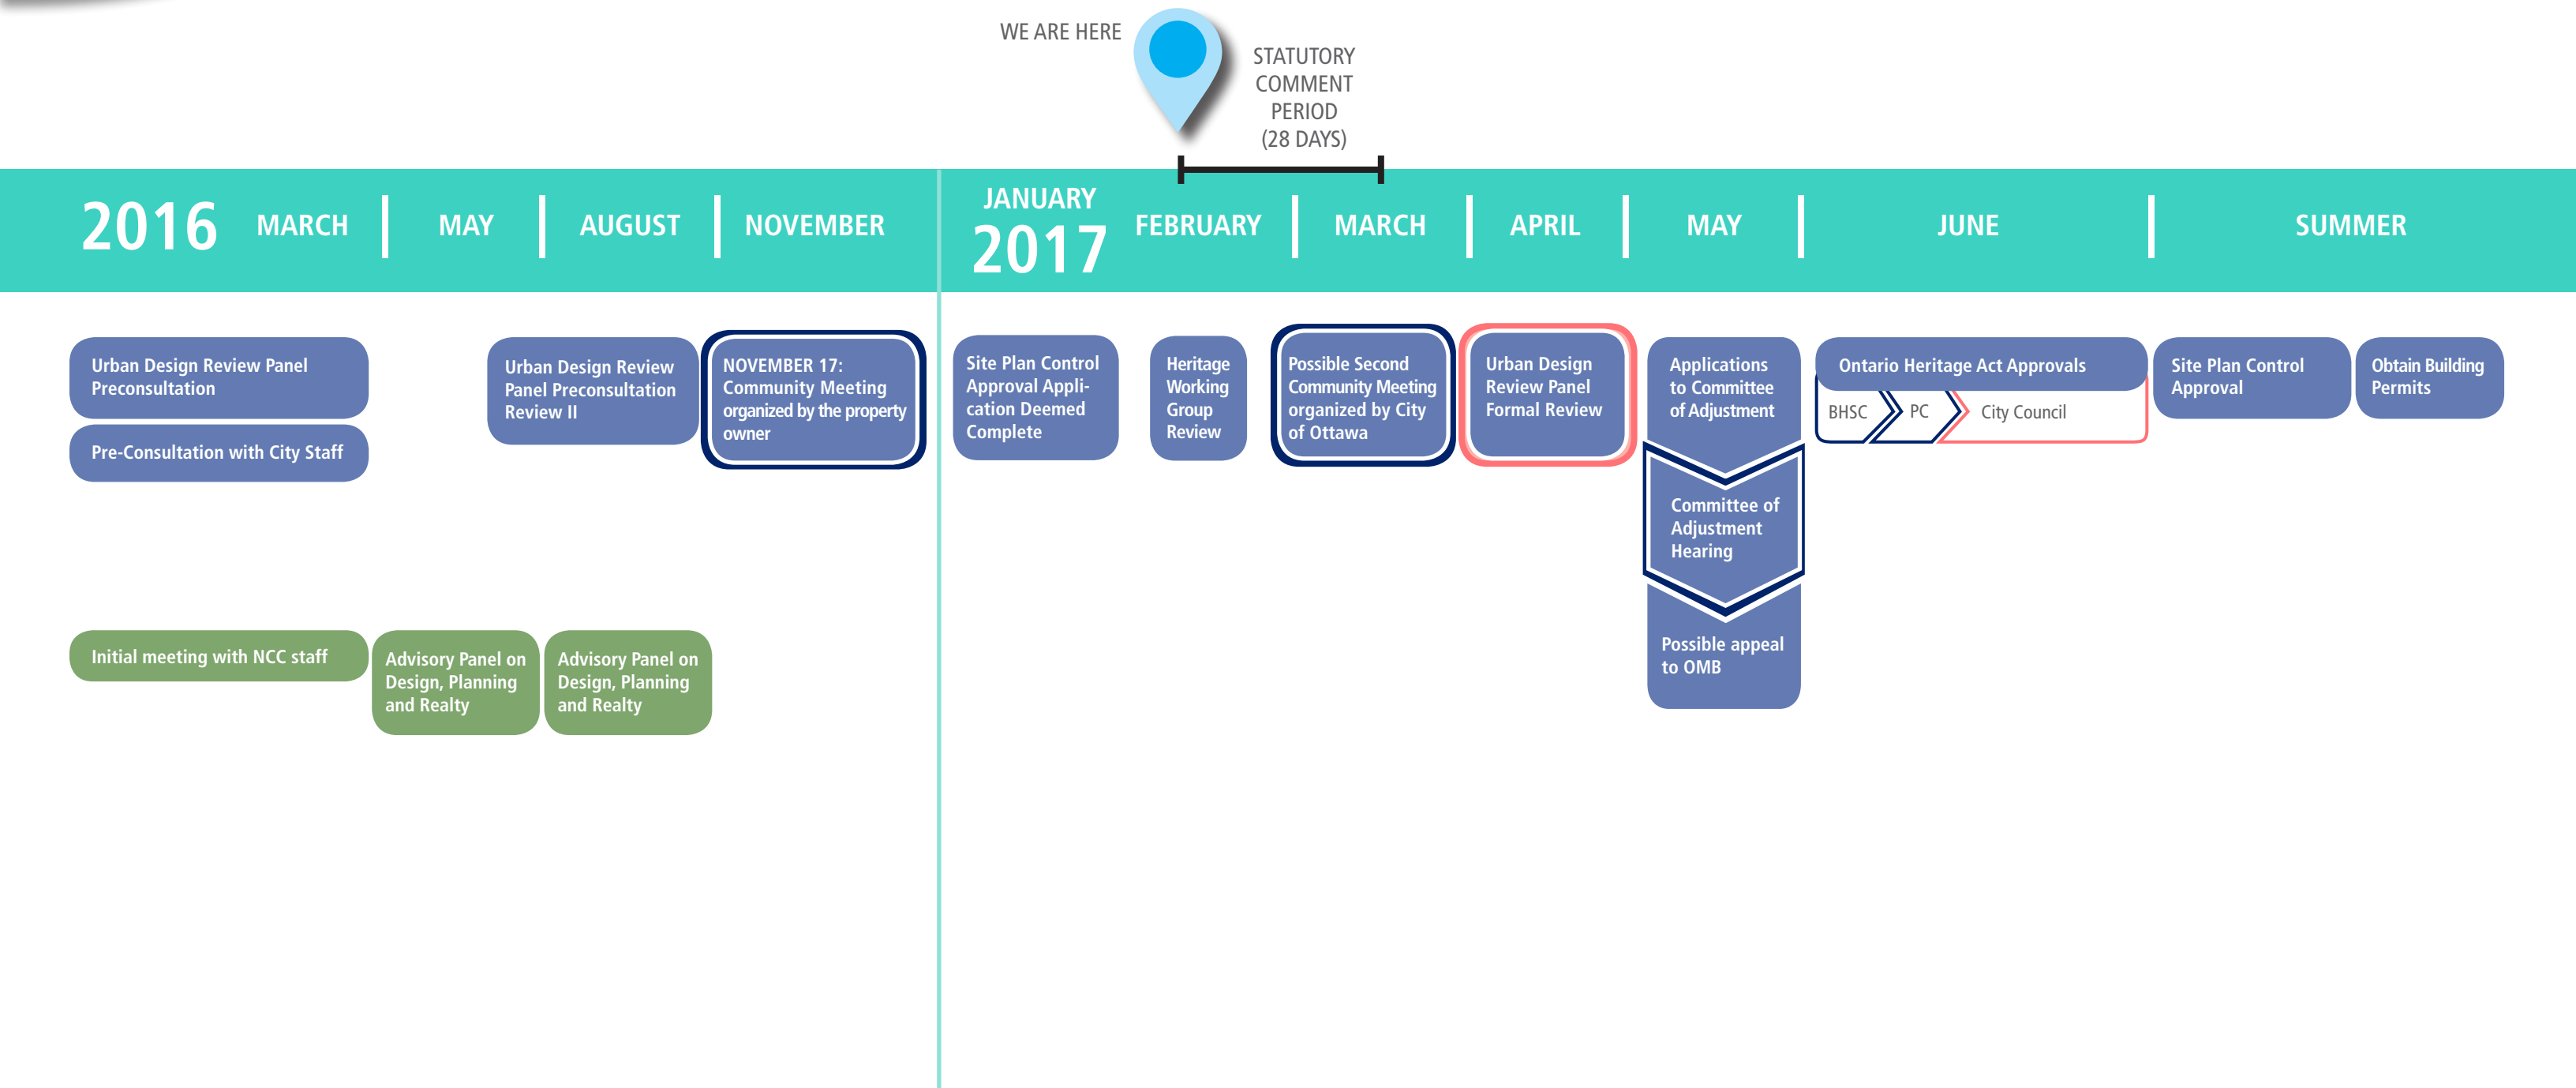 WE ARE HERE
STATUTORY
COMMENT
PERIOD
(28 DAYS)
2016
MARCH
MAY
AUGUST
NOVEMBER
JANUARY
2017
FEBRUARY
MARCH
APRIL
MAY
JUNE
SUMMER
Urban Design Review Panel
Preconsultation
Pre-Consultation with City Staff
Urban Design Review
Panel Preconsultation
Review II
NOVEMBER 17:
Community Meeting
organized by the property
owner
Site Plan Control
Approval Appli-
cation Deemed
Complete
Heritage
Working
Group
Review
Possible Second
Community Meeting
organized by City
of Ottawa
Urban Design
Review Panel
Formal Review
Applications
to Committee
of Adjustment
Committee of
Adjustment
Hearing
Possible appeal
to OMB
Ontario Heritage Act Approvals
BHSC
PC
City Council
Site Plan Control
Approval
Obtain Building
Permits
Initial meeting with NCC staff
Advisory Panel on
Design, Planning
and Realty
Advisory Panel on
Design, Planning
and Realty